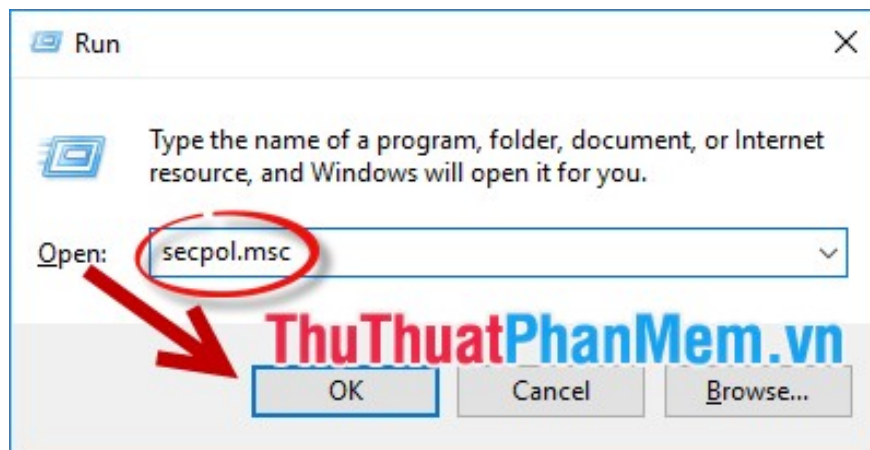 Run
Type the name of a program, folder, document, or Internet
resource, and Windows will open it for you.
Open: secpol.msc
ThuThuatPhanMem.vn
OK Cancel Browse...